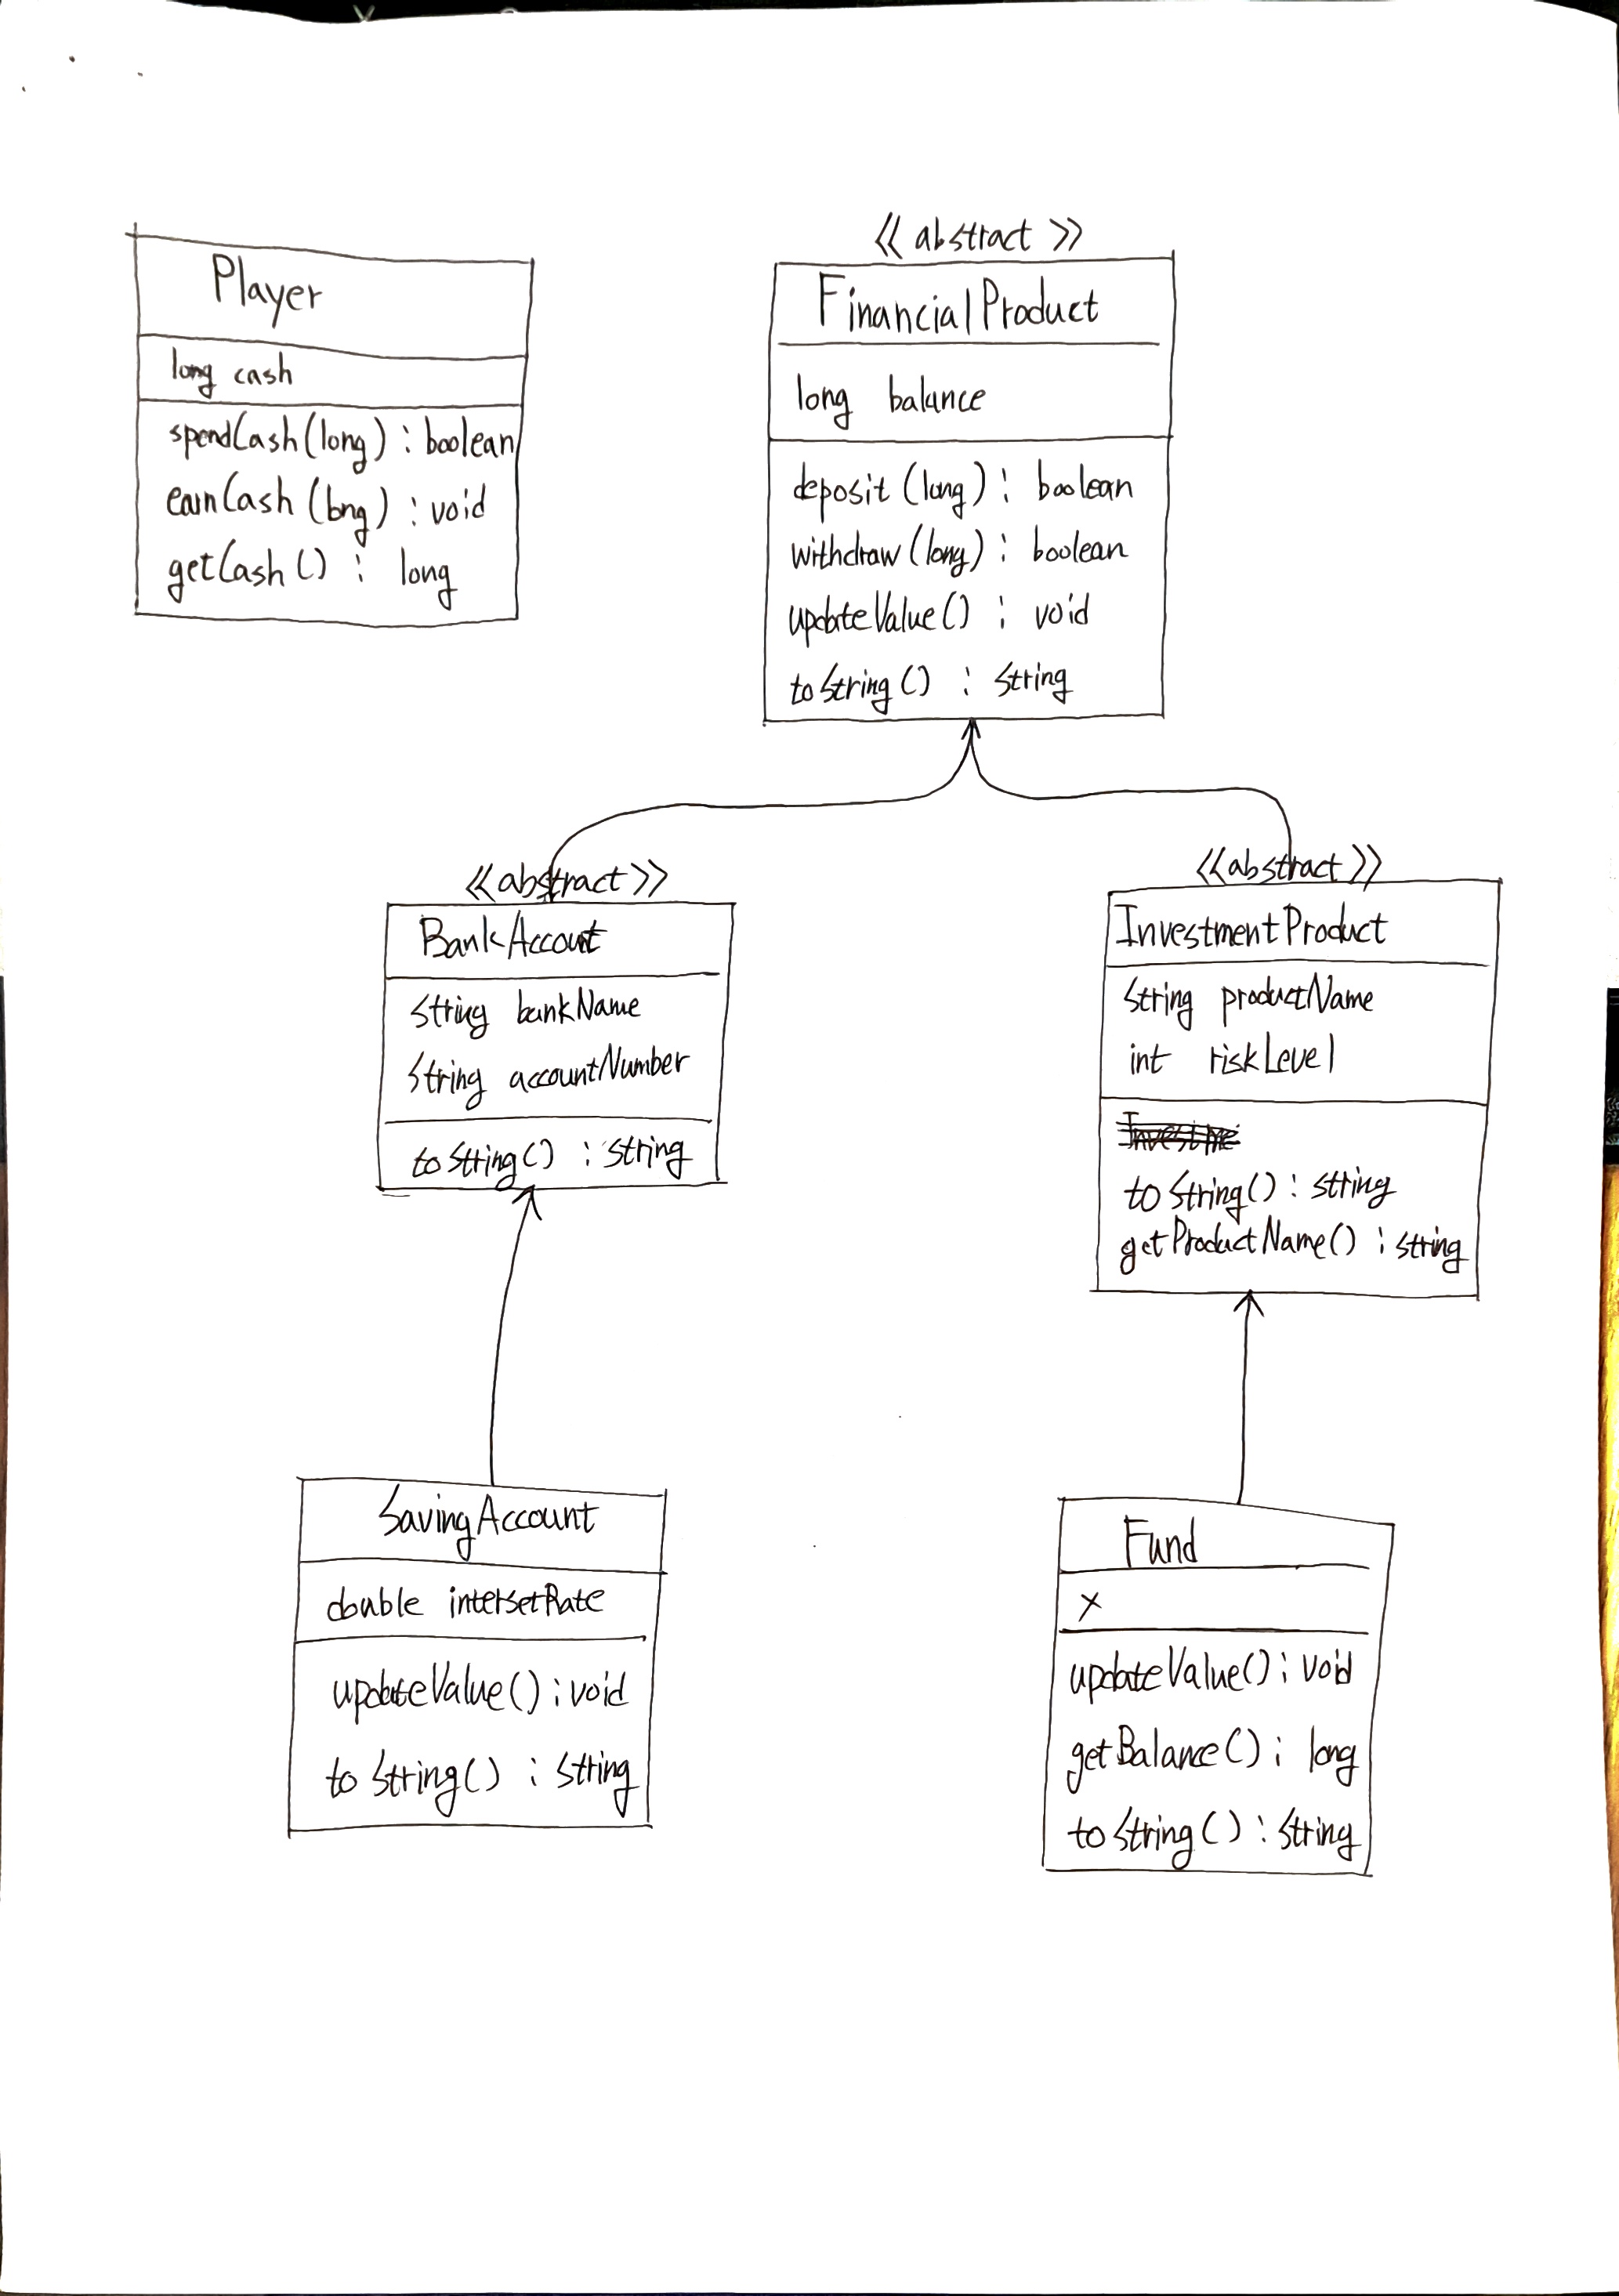 Player
long cash
spendCash(long) : boolean
earnCash(long) : void
getCash() : long
<< abstract >>
FinancialProduct
long balance
deposit(long) : boolean
withdraw(long) : boolean
updateValue() : void
toString() : String
<<abstract>>
BankAccount
String bankName
String accountNumber
toString() : string
<<abstract>>
InvestmentProduct
String productName
int riskLevel
Investme
toString() : string
getProductName() : string
SavingAccount
double intersetRate
updateValue() : void
toString() : string
Fund
X
updateValue() : void
getBalance() : long
toString() : String